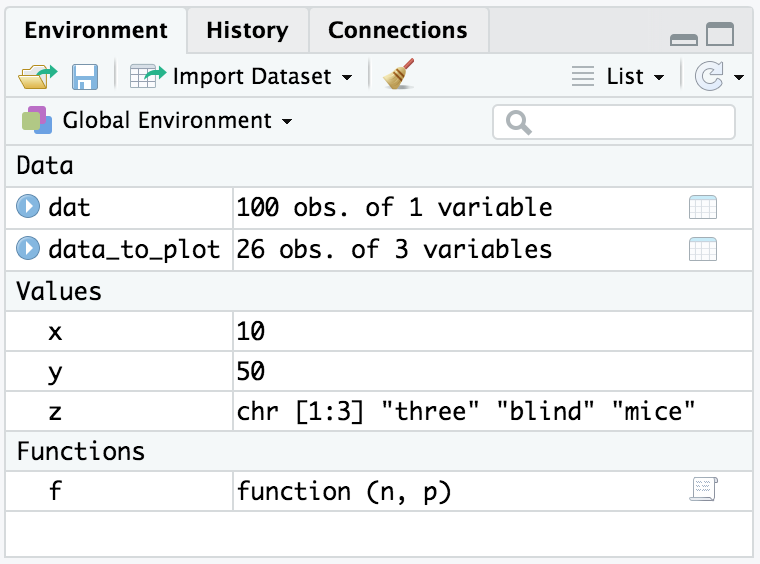 Environment History Connections
Import Dataset List
Global Environment
Data
dat 100 obs. of 1 variable
data_to_plot 26 obs. of 3 variables
Values
x 10
y 50
z chr [1:3] "three" "blind" "mice"
Functions
f function (n, p)